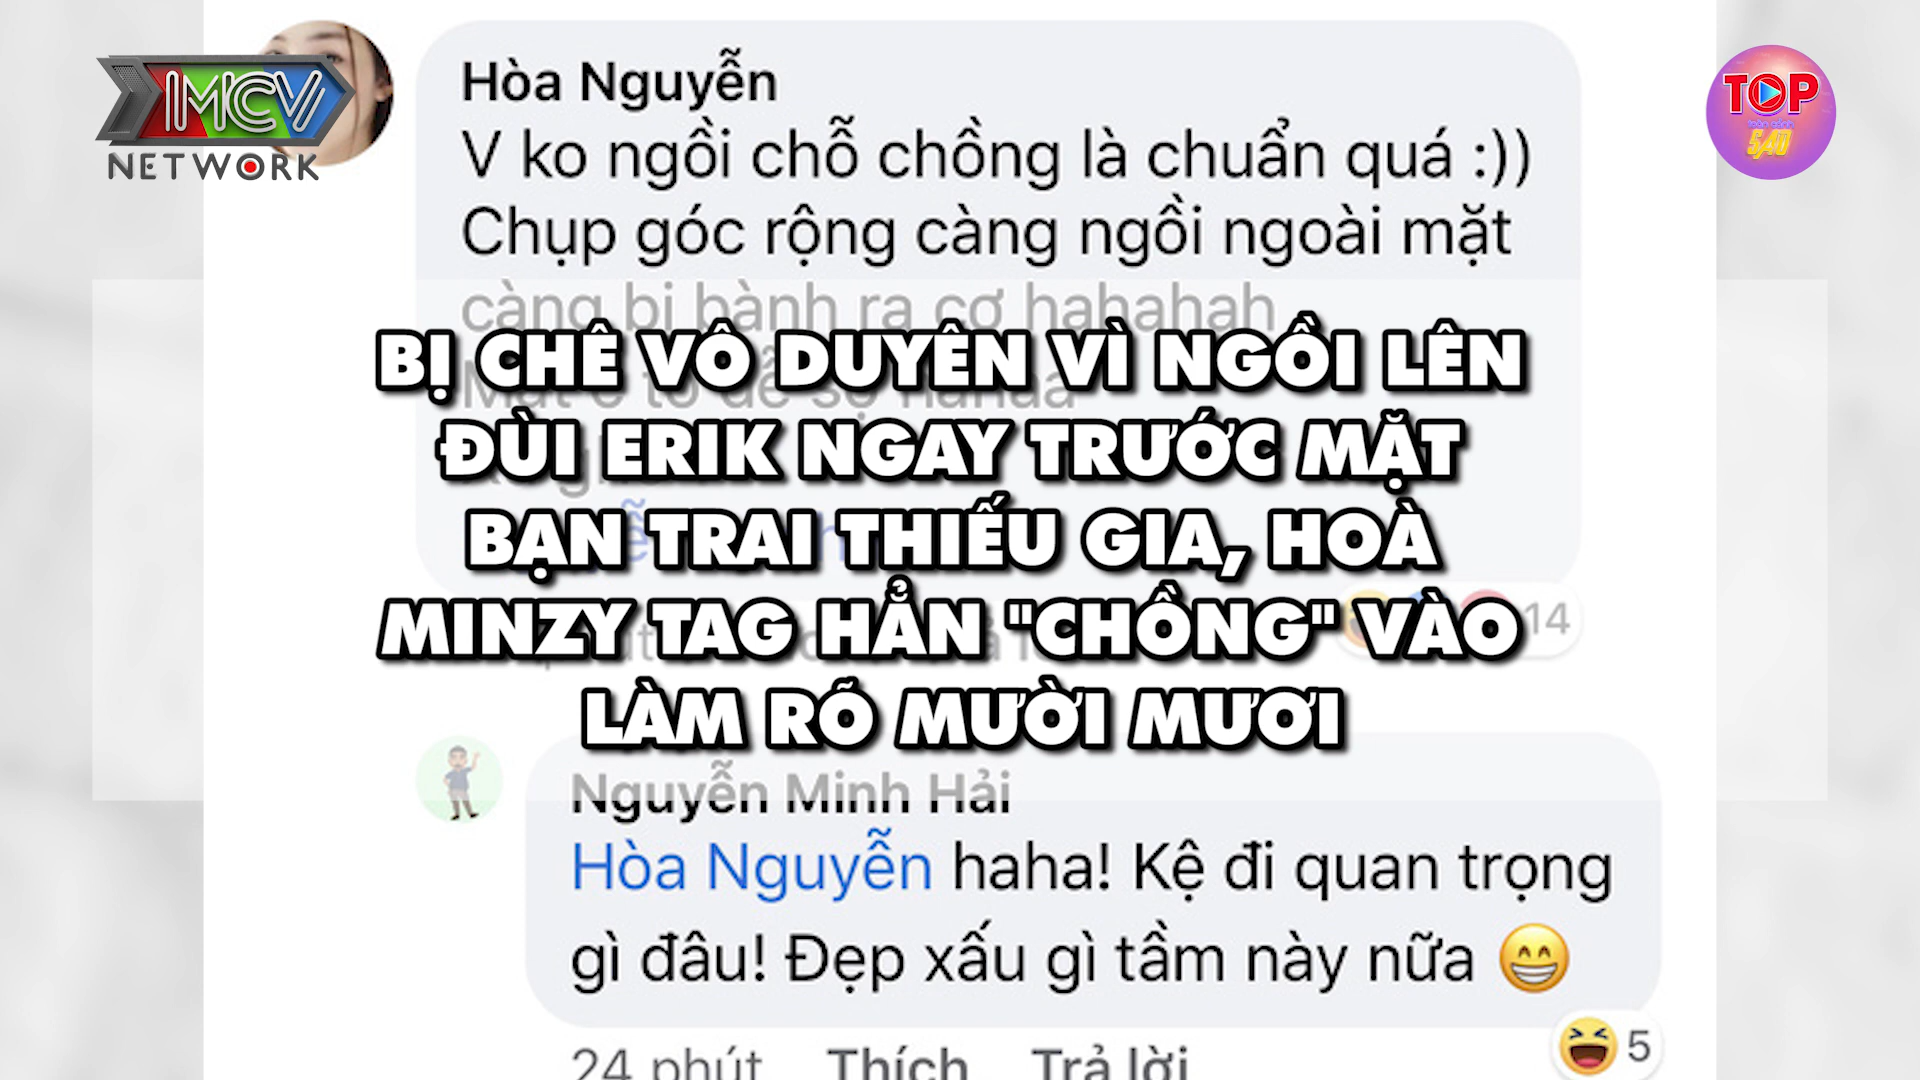 MCV
NETWORK
TOP
SAO
Hòa Nguyễn
V ko ngồi chỗ chồng là chuẩn quá :))
Chụp góc rộng càng ngồi ngoài mặt
càng bị bành ra cơ hahahah
BỊ CHÊ VÔ DUYÊN VÌ NGỒI LÊN
ĐÙI ERIK NGAY TRƯỚC MẶT
BẠN TRAI THIẾU GIA, HOÀ
MINZY TAG HẲN "CHỒNG" VÀO
LÀM RÕ MƯỜI MƯƠI
14
Nguyễn Minh Hải
Hòa Nguyễn haha! Kệ đi quan trọng
gì đâu! Đẹp xấu gì tầm này nữa 😁
5
24 phút Thích Trả lời